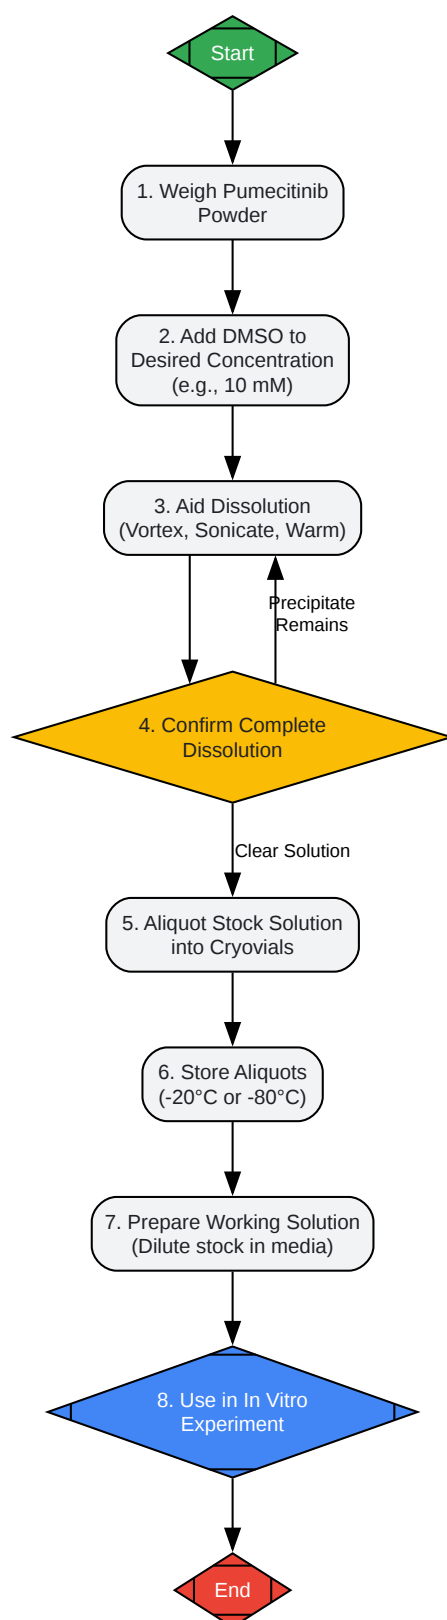 Start
1. Weigh Pumecitinib
Powder
2. Add DMSO to
Desired Concentration
(e.g., 10 mM)
3. Aid Dissolution
(Vortex, Sonicate, Warm)
Precipitate
Remains
4. Confirm Complete
Dissolution
Clear Solution
5. Aliquot Stock Solution
into Cryovials
6. Store Aliquots
(-20°C or -80°C)
7. Prepare Working Solution
(Dilute stock in media)
8. Use in In Vitro
Experiment
End